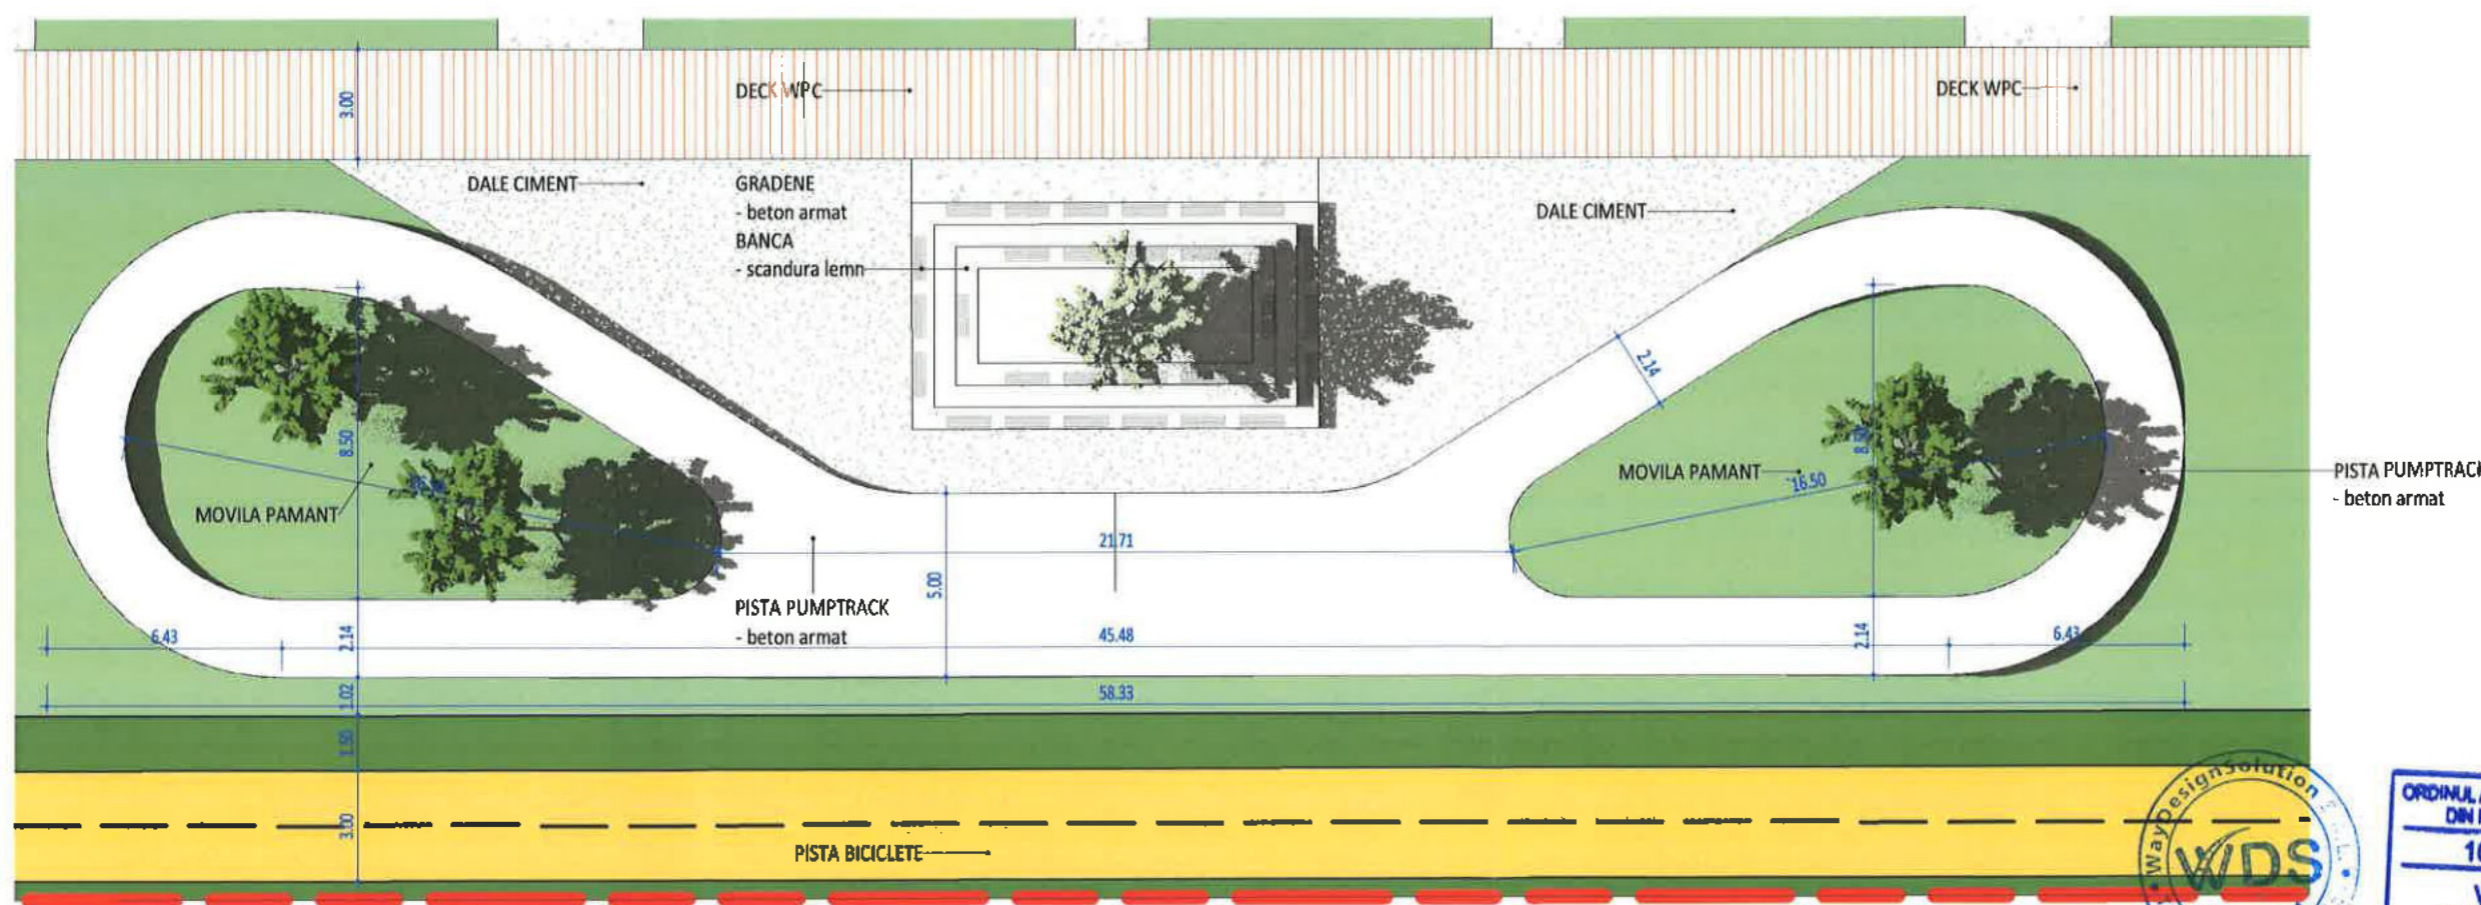 3.00
DECK WPC
DECK WPC
DALE CIMENT
GRADENE
- beton armat
BANCA
- scandura lemn
DALE CIMENT
2.14
8.50
MOVILA PAMANT
MOVILA PAMANT
16.50
PISTA PUMPTRACK
- beton armat
21.71
5.00
PISTA PUMPTRACK
- beton armat
6.43
2.14
45.48
2.14
6.43
1.02
58.33
1.50
3.00
PISTA BICICLETE
WayDesignSolution
WDS
ORDINUL
DIN